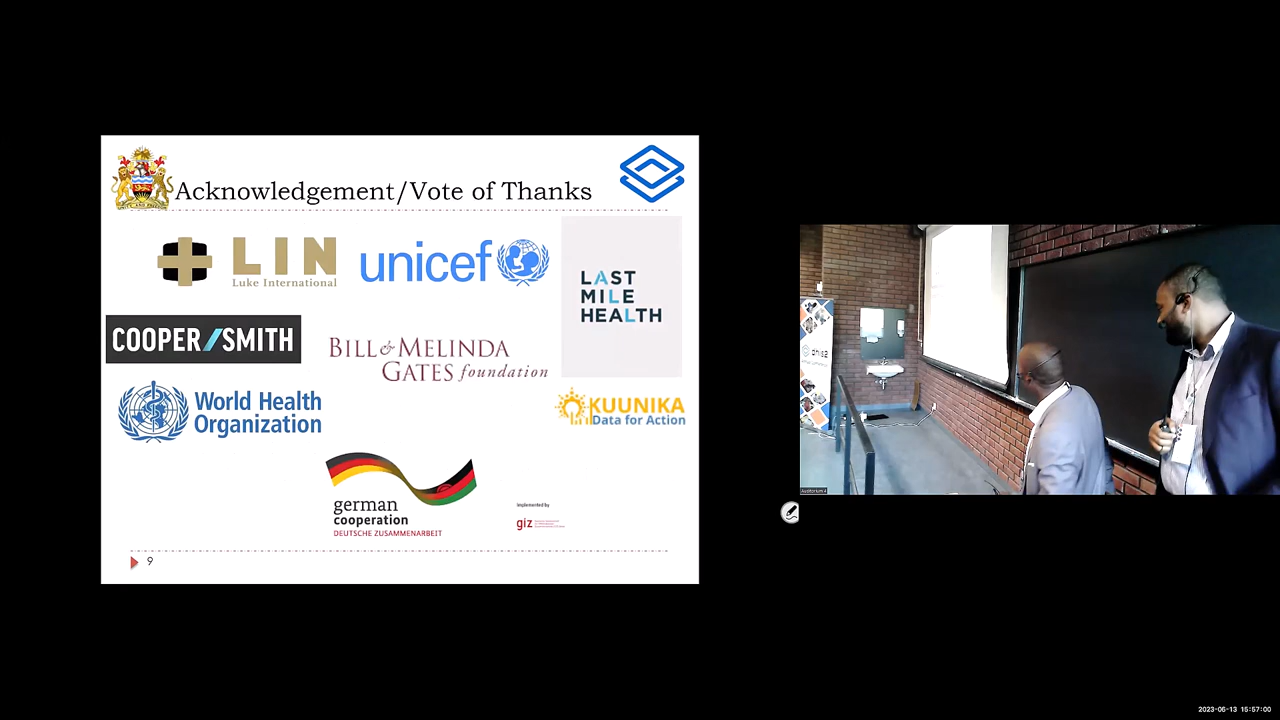 Acknowledgement/Vote of Thanks
LIN
Luke International
unicef
LAST
MILE
HEALTH
COOPER/SMITH
BILL & MELINDA
GATES foundation
World Health
Organization
KUUNIKA
Data for Action
german
cooperation
DEUTSCHE ZUSAMMENARBEIT
Implemented by
giz
9
dhis2
Auditorium A
2023-06-13 15:57:00